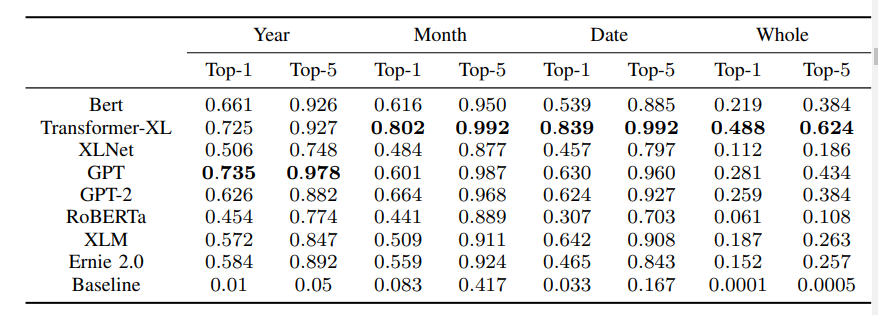 Year Month Date Whole
Top-1 Top-5 Top-1 Top-5 Top-1 Top-5 Top-1 Top-5
Bert 0.661 0.926 0.616 0.950 0.539 0.885 0.219 0.384
Transformer-XL 0.725 0.927 0.802 0.992 0.839 0.992 0.488 0.624
XLNet 0.506 0.748 0.484 0.877 0.457 0.797 0.112 0.186
GPT 0.735 0.978 0.601 0.987 0.630 0.960 0.281 0.434
GPT-2 0.626 0.882 0.664 0.968 0.624 0.927 0.259 0.384
RoBERTa 0.454 0.774 0.441 0.889 0.307 0.703 0.061 0.108
XLM 0.572 0.847 0.509 0.911 0.642 0.908 0.187 0.263
Ernie 2.0 0.584 0.892 0.559 0.924 0.465 0.843 0.152 0.257
Baseline 0.01 0.05 0.083 0.417 0.033 0.167 0.0001 0.0005